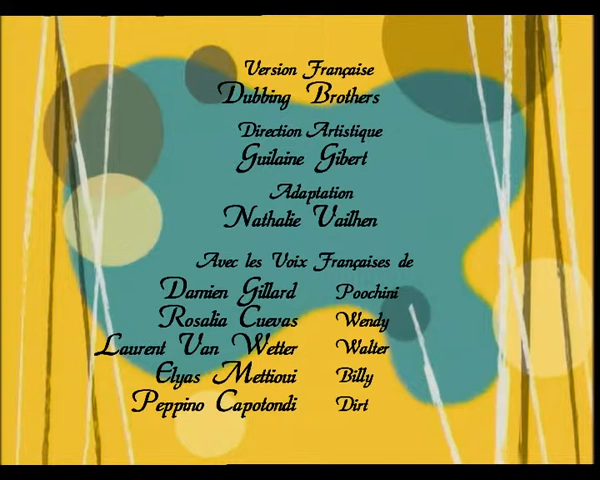 Version Française
Dubbing Brothers
Direction Artistique
Guilaine Gibert
Adaptation
Nathalie Vailhen
Avec les Voix Françaises de
Damien Gillard Poochini
Rosalia Cuevas Wendy
Laurent Van Wetter Walter
Elyas Mettioui Billy
Peppino Capotondi Dirt